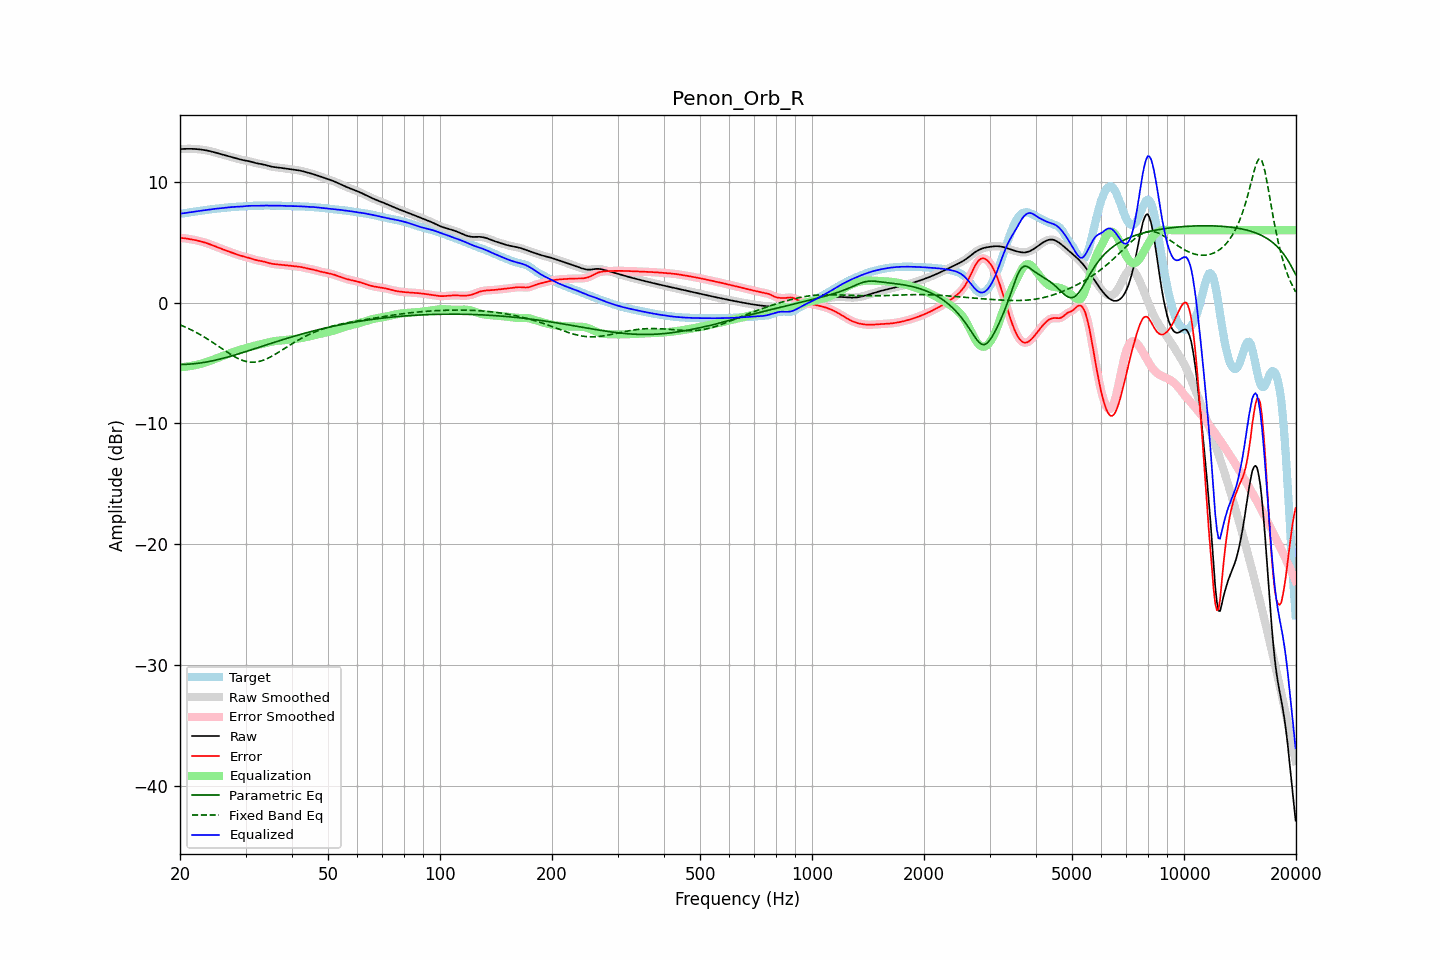 Penon_Orb_R
Amplitude (dBr)
10
0
−10
−20
−30
−40
Target
Raw Smoothed
Error Smoothed
Raw
Error
Equalization
Parametric Eq
Fixed Band Eq
Equalized
20 50 100 200 500 1000 2000 5000 10000 20000
Frequency (Hz)